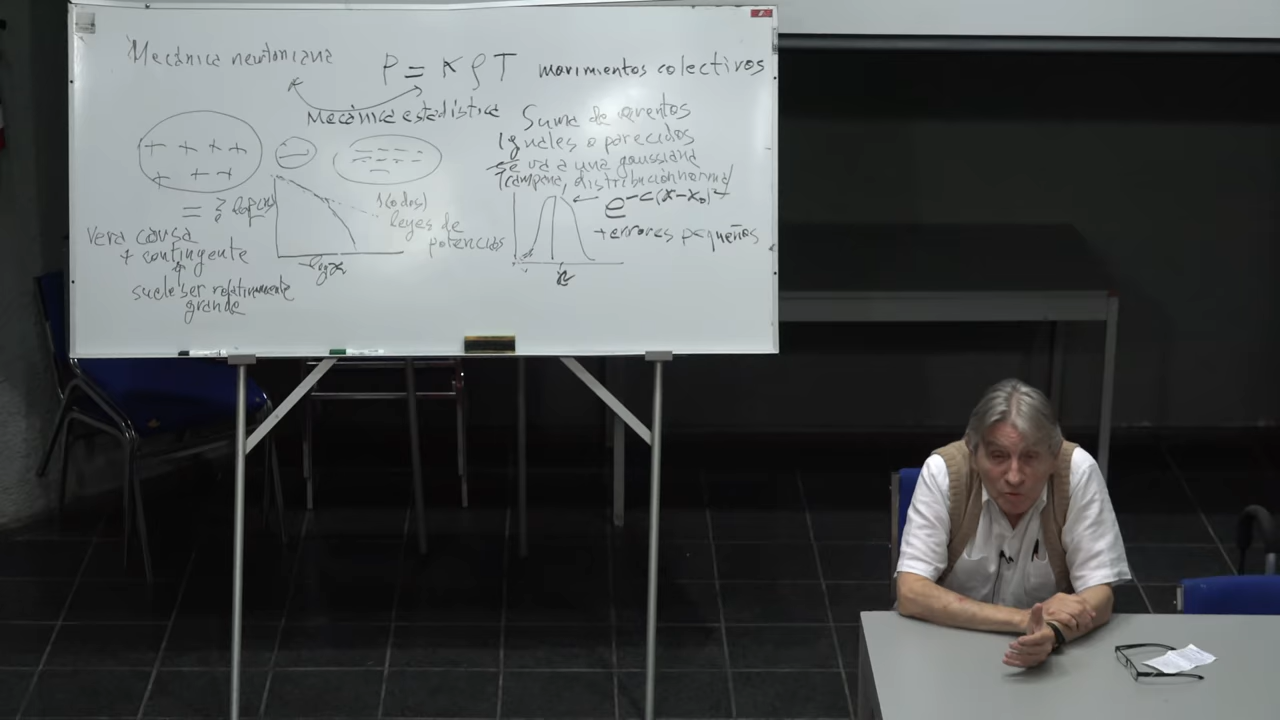 Mecánica newtoniana
P = K ρ T movimientos colectivos
Mecánica estadística
Suma de eventos
iguales o parecidos
se va a una gaussiana
(campana, distribución normal)
+ + + +
+ + +
leyes de
potencias
e^-c(x-x₀)²
+ errores pequeños
vera causa
+ contingente
suele ser relativamente
grande
log x